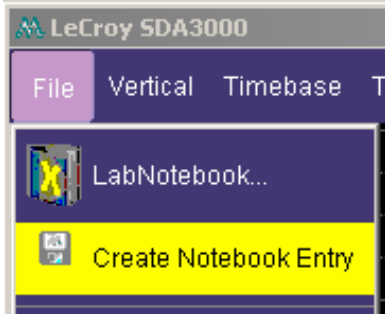 LeCroy SDA3000
File Vertical Timebase T
LabNotebook...
Create Notebook Entry